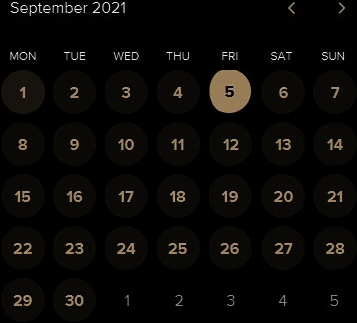 September 2021
MON TUE WED THU FRI SAT SUN
1 2 3 4 5 6 7
8 9 10 11 12 13 14
15 16 17 18 19 20 21
22 23 24 25 26 27 28
29 30 1 2 3 4 5